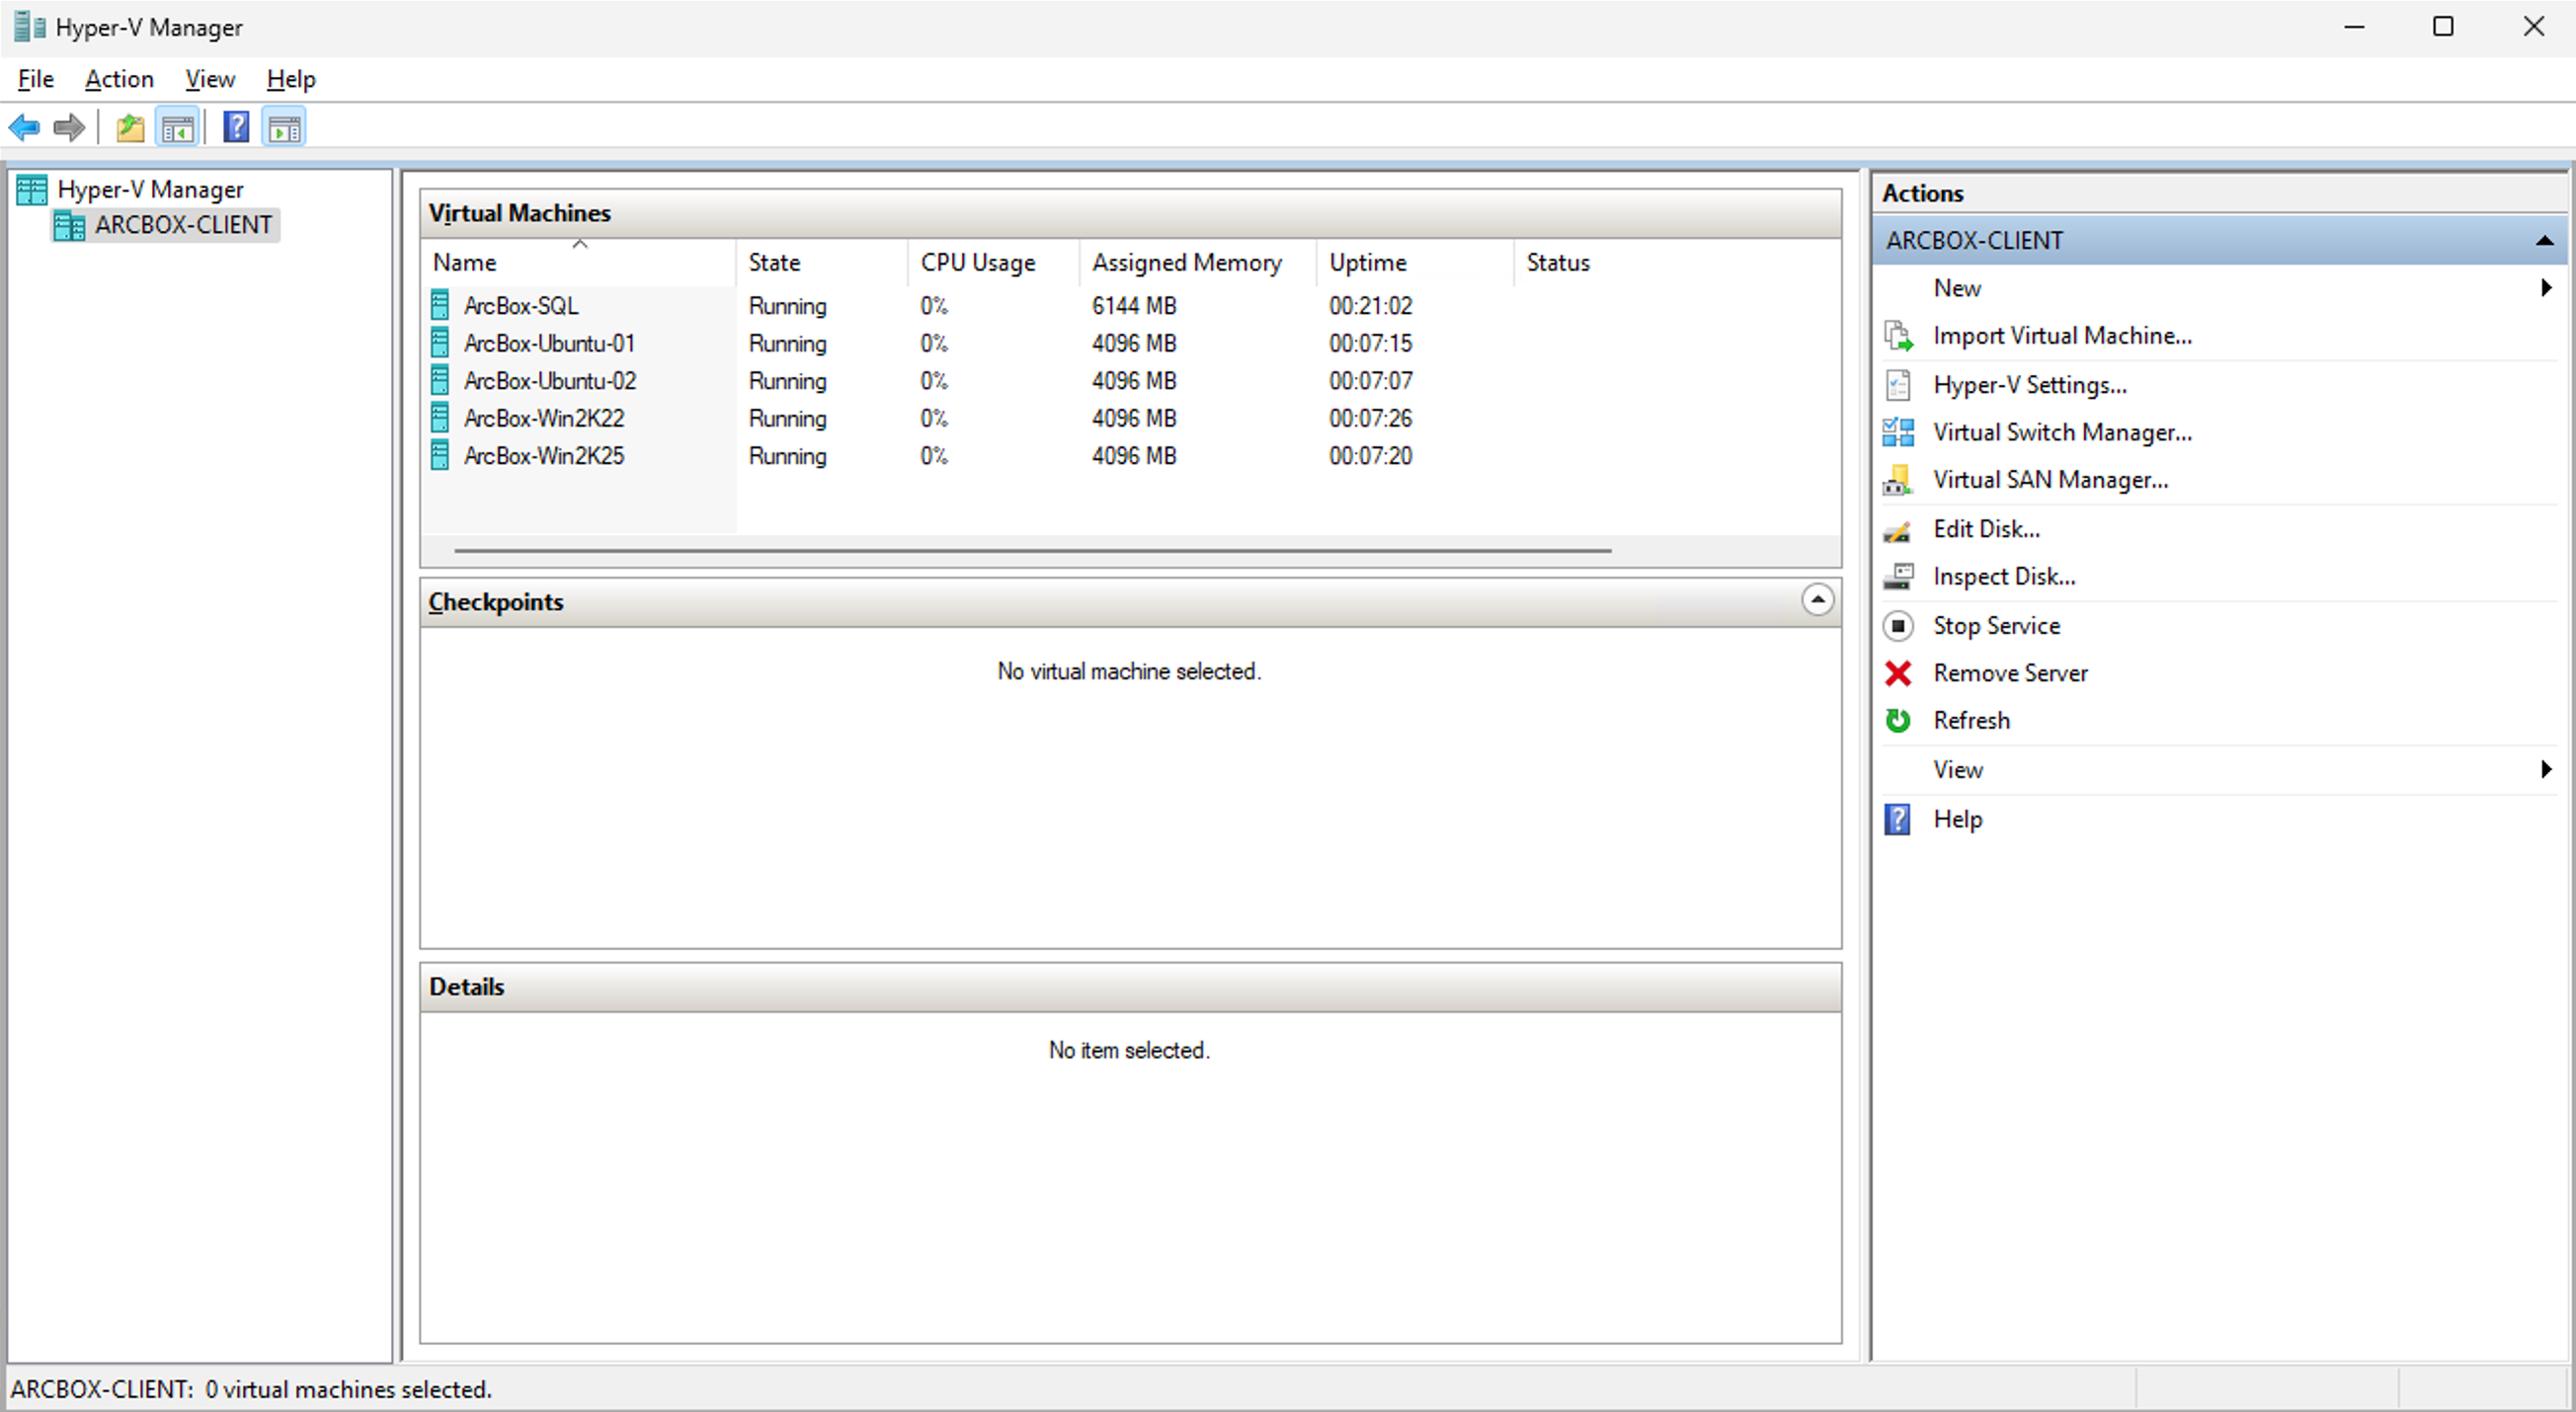 Hyper-V Manager
File Action View Help
Hyper-V Manager
ARCBOX-CLIENT
Virtual Machines
Name State CPU Usage Assigned Memory Uptime Status
ArcBox-SQL Running 0% 6144 MB 00:21:02
ArcBox-Ubuntu-01 Running 0% 4096 MB 00:07:15
ArcBox-Ubuntu-02 Running 0% 4096 MB 00:07:07
ArcBox-Win2K22 Running 0% 4096 MB 00:07:26
ArcBox-Win2K25 Running 0% 4096 MB 00:07:20
Checkpoints
No virtual machine selected.
Details
No item selected.
Actions
ARCBOX-CLIENT
New
Import Virtual Machine...
Hyper-V Settings...
Virtual Switch Manager...
Virtual SAN Manager...
Edit Disk...
Inspect Disk...
Stop Service
Remove Server
Refresh
View
Help
ARCBOX-CLIENT: 0 virtual machines selected.